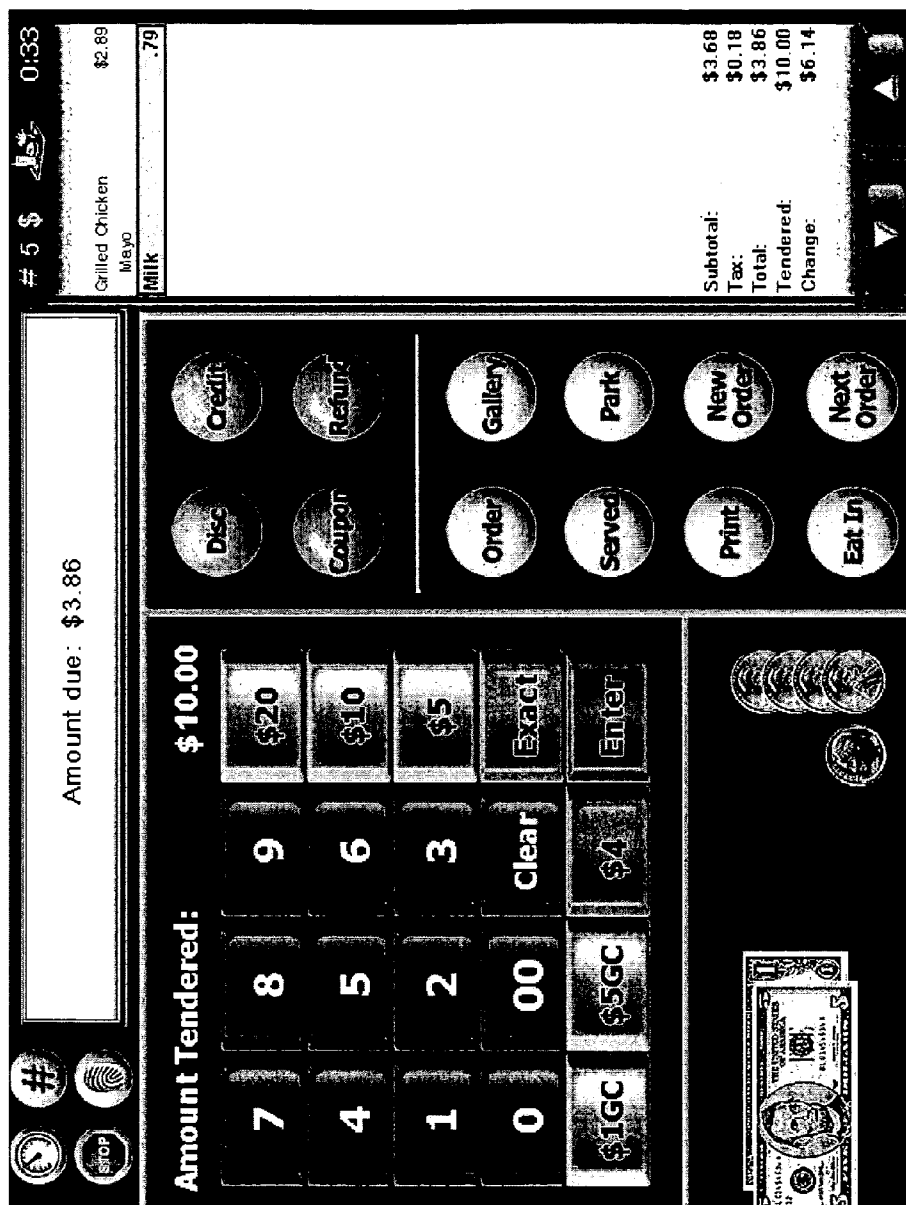 #
Amount due: $3.86
# 5 $ 0:33
STOP
Grilled Chicken $2.89
Mayo
Milk .79
Subtotal: $3.68
Tax: $0.18
Total: $3.86
Tendered: $10.00
Change: $6.14
Amount Tendered: $10.00
7 8 9 $20
4 5 6 $10
1 2 3 $5
0 00 Clear Exact
$1GC $5GC $4 Enter
Disc Credit
Coupon Refund
Order Gallery
Served Park
Print New Order
Eat In Next Order